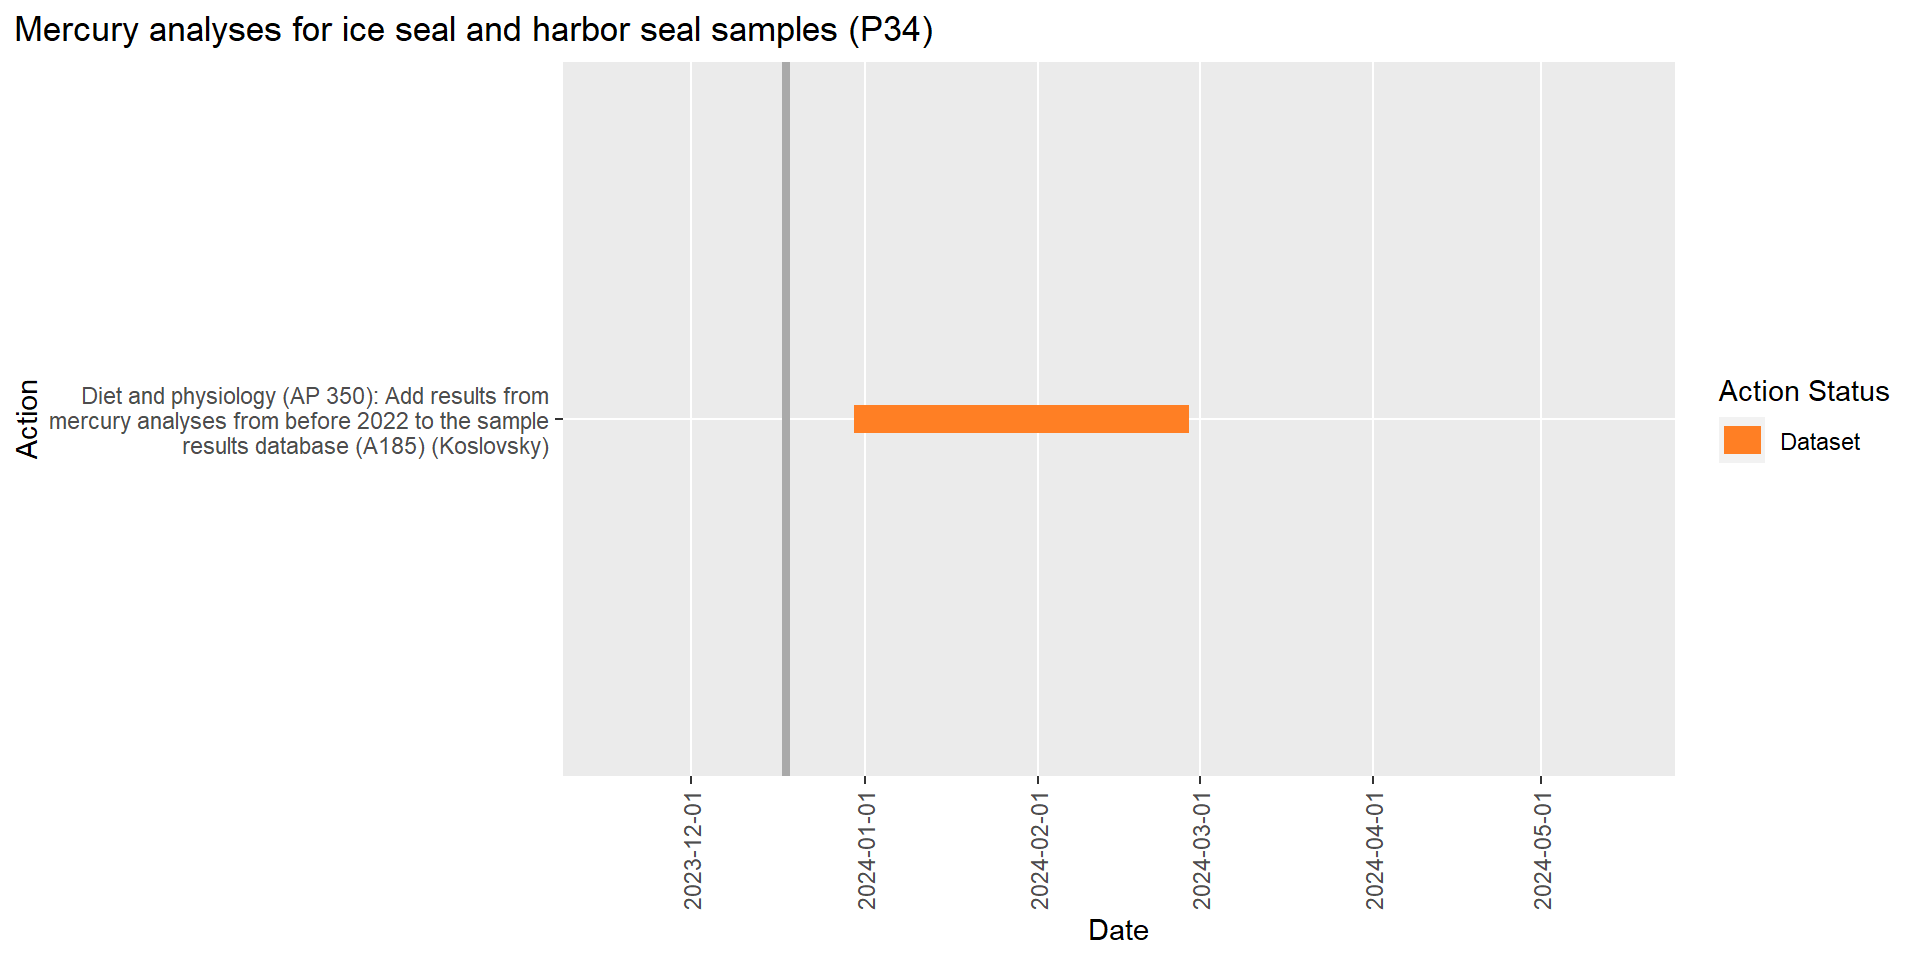 Mercury analyses for ice seal and harbor seal samples (P34)
Action
Diet and physiology (AP 350): Add results from
mercury analyses from before 2022 to the sample
results database (A185) (Koslovsky)
Action Status
Dataset
2023-12-01
2024-01-01
2024-02-01
2024-03-01
2024-04-01
2024-05-01
Date